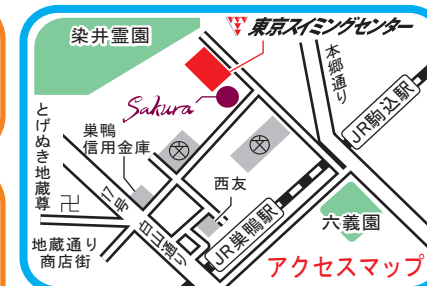 染井霊園
東京スイミングセンター
本郷通り
JR駒込駅
Sakura
とげぬき地蔵尊
巣鴨
信用金庫
文
文
卍
17号
西友
白山通り
JR巣鴨駅
六義園
地蔵通り
商店街
アクセスマップ